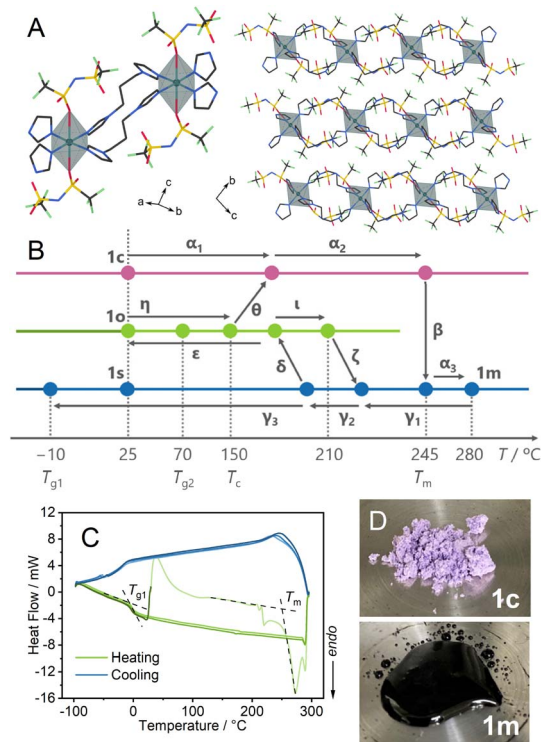 A
c
a
b
b
c
B
1c
α1
α2
1o
η
θ
ι
ε
δ
ζ
β
1s
α3
1m
γ3
γ2
γ1
−10
25
70
150
210
245
280
T / °C
Tg1
Tg2
Tc
Tm
C
Heat Flow / mW
12
8
4
0
-4
-8
-12
-16
Tg1
Tm
Heating
Cooling
endo
-100
0
100
200
300
Temperature / °C
D
1c
1m